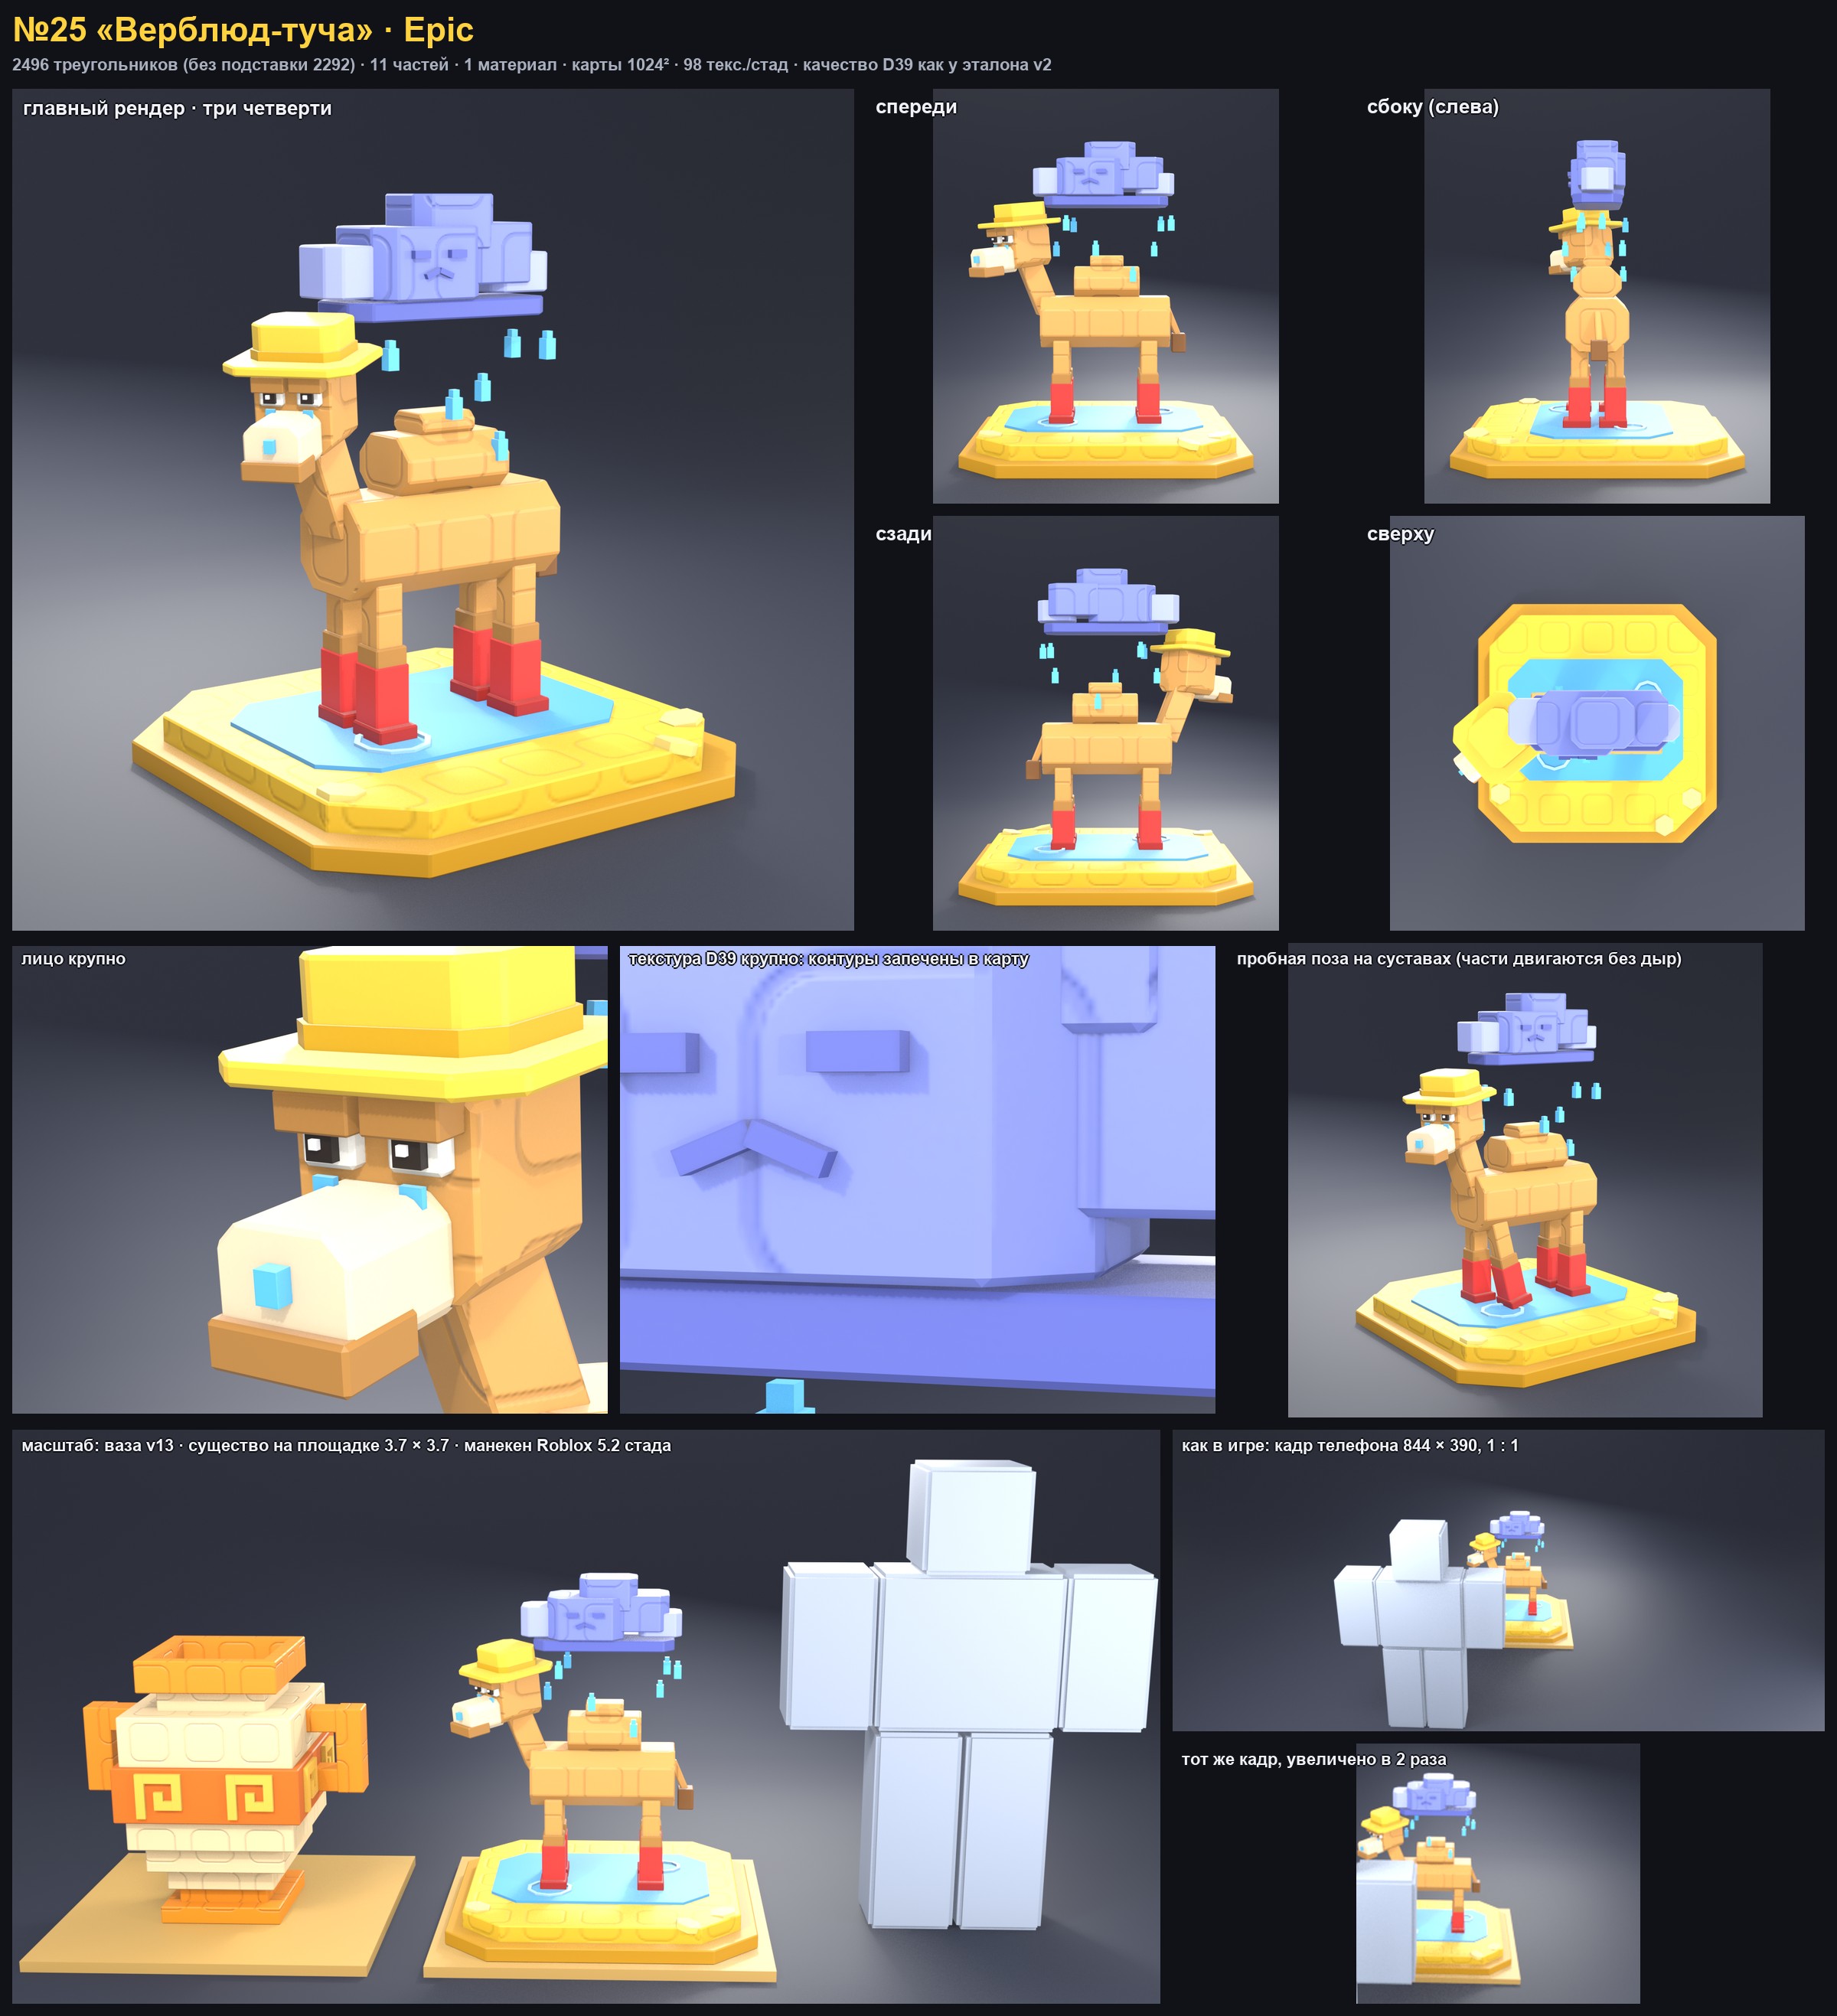 №25 «Верблюд-туча» · Epic
2496 треугольников (без подставки 2292) · 11 частей · 1 материал · карты 1024² · 98 текс./стад · качество D39 как у эталона v2
главный рендер · три четверти
спереди
сбоку (слева)
сзади
сверху
лицо крупно
текстура D39 крупно: контуры запечены в карту
пробная поза на суставах (части двигаются без дыр)
масштаб: ваза v13 · существо на площадке 3.7 × 3.7 · манекен Roblox 5.2 стада
как в игре: кадр телефона 844 × 390, 1 : 1
тот же кадр, увеличено в 2 раза